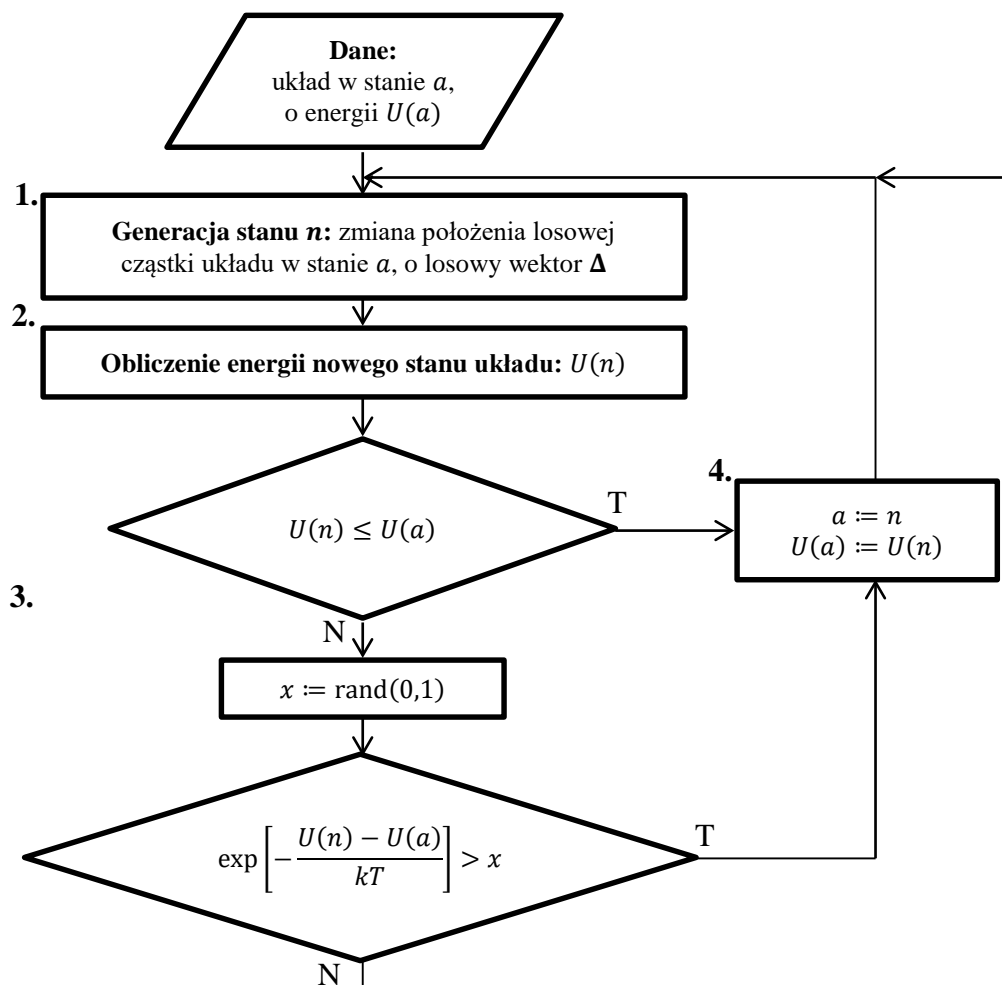 Dane:
układ w stanie 𝑎,
o energii 𝑈(𝑎)
1.
Generacja stanu 𝒏: zmiana położenia losowej
cząstki układu w stanie 𝑎, o losowy wektor 𝚫
2.
Obliczenie energii nowego stanu układu: 𝑈(𝑛)
𝑈(𝑛) ≤ 𝑈(𝑎)
T
4.
𝑎 ≔ 𝑛
𝑈(𝑎) ≔ 𝑈(𝑛)
3.
N
𝑥 ≔ rand(0,1)
exp [− (𝑈(𝑛) − 𝑈(𝑎))/𝑘𝑇] > 𝑥
T
N